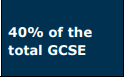 40% of the
total GCSE